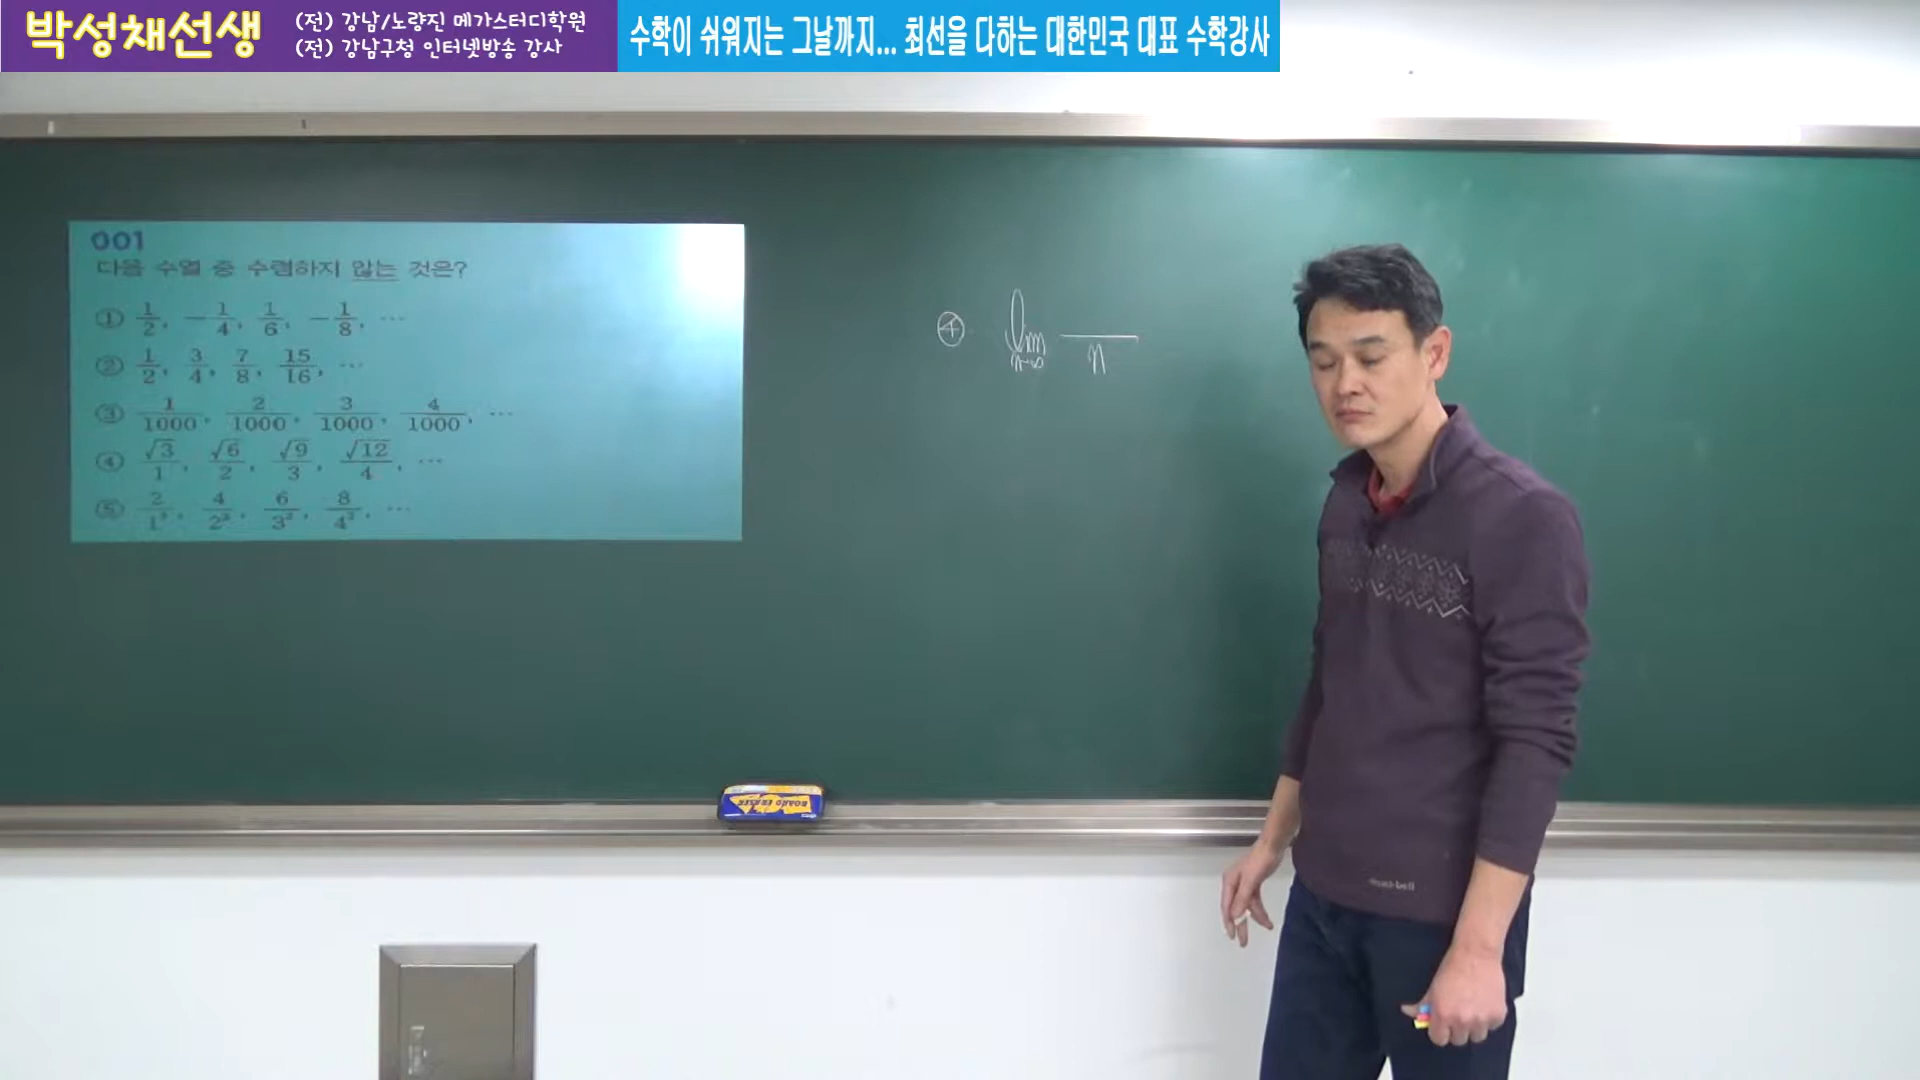 박성채선생
(전) 강남/노량진 메가스터디학원
(전) 강남구청 인터넷방송 강사
수학이 쉬워지는 그날까지... 최선을 다하는 대한민국 대표 수학강사
001
다음 수열 중 수렴하지 않는 것은?
① 1/2, -1/4, 1/6, -1/8, ⋯
② 1/2, 3/4, 7/8, 15/16, ⋯
③ 1/1000, 2/1000, 3/1000, 4/1000, ⋯
④ √3/1, √6/2, √9/3, √12/4, ⋯
⑤ 2/1², 4/2², 6/3², 8/4², ⋯
④ lim n→∞ /n
BOARD ERASER
mont-bell